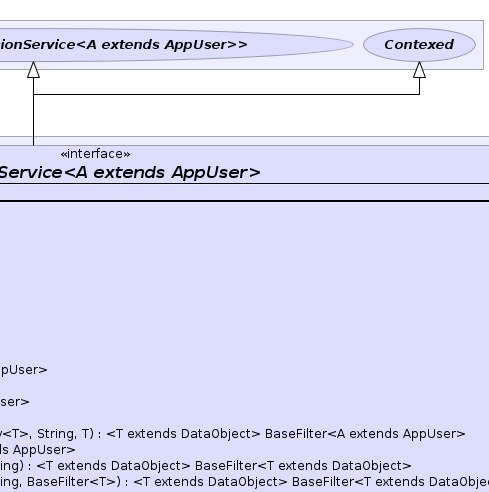 ionService<A extends AppUser>> Contexed
«interface»
Service<A extends AppUser>
pUser>
ser>
<T>, String, T) : <T extends DataObject> BaseFilter<A extends AppUser>
ds AppUser>
ing) : <T extends DataObject> BaseFilter<T extends DataObject>
ing, BaseFilter<T>) : <T extends DataObject> BaseFilter<T extends DataObje